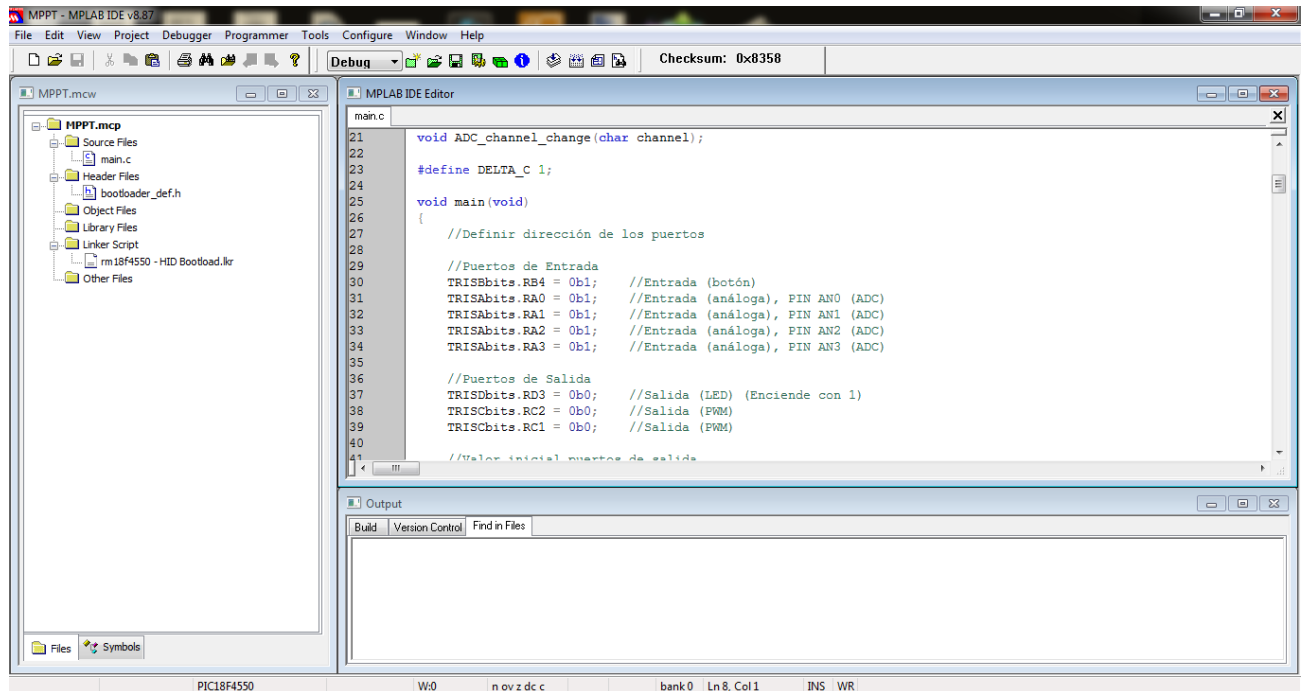 MPPT - MPLAB IDE v8.87
File Edit View Project Debugger Programmer Tools Configure Window Help
Debug Checksum: 0x8358
MPPT.mcw
MPPT.mcp
Source Files
main.c
Header Files
bootloader_def.h
Object Files
Library Files
Linker Script
rm18f4550 - HID Bootload.lkr
Other Files
Files Symbols
MPLAB IDE Editor
main.c
21 void ADC_channel_change(char channel);
22
23 #define DELTA_C 1;
24
25 void main(void)
26 {
27 //Definir dirección de los puertos
28
29 //Puertos de Entrada
30 TRISBbits.RB4 = 0b1; //Entrada (botón)
31 TRISAbits.RA0 = 0b1; //Entrada (análoga), PIN AN0 (ADC)
32 TRISAbits.RA1 = 0b1; //Entrada (análoga), PIN AN1 (ADC)
33 TRISAbits.RA2 = 0b1; //Entrada (análoga), PIN AN2 (ADC)
34 TRISAbits.RA3 = 0b1; //Entrada (análoga), PIN AN3 (ADC)
35
36 //Puertos de Salida
37 TRISDbits.RD3 = 0b0; //Salida (LED) (Enciende con 1)
38 TRISCbits.RC2 = 0b0; //Salida (PWM)
39 TRISCbits.RC1 = 0b0; //Salida (PWM)
40
41 //Valor inicial puertos de salida
Output
Build Version Control Find in Files
PIC18F4550 W:0 n ov z dc c bank 0 Ln 8, Col 1 INS WR